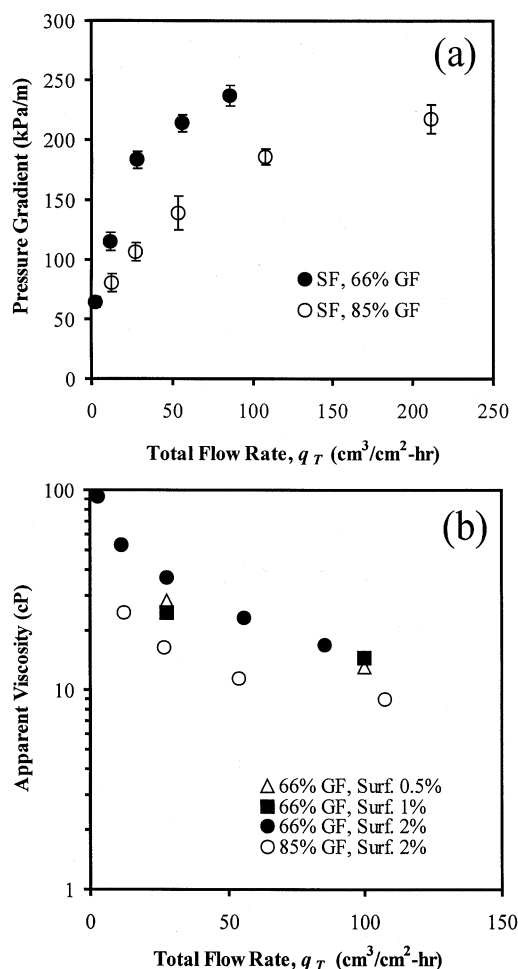 300
(a)
250
200
150
100
50
0
Pressure Gradient (kPa/m)
SF, 66% GF
SF, 85% GF
0 50 100 150 200 250
Total Flow Rate, q T (cm³/cm²-hr)
100
(b)
10
1
Apparent Viscosity (cP)
66% GF, Surf. 0.5%
66% GF, Surf. 1%
66% GF, Surf. 2%
85% GF, Surf. 2%
0 50 100 150
Total Flow Rate, q T (cm³/cm²-hr)